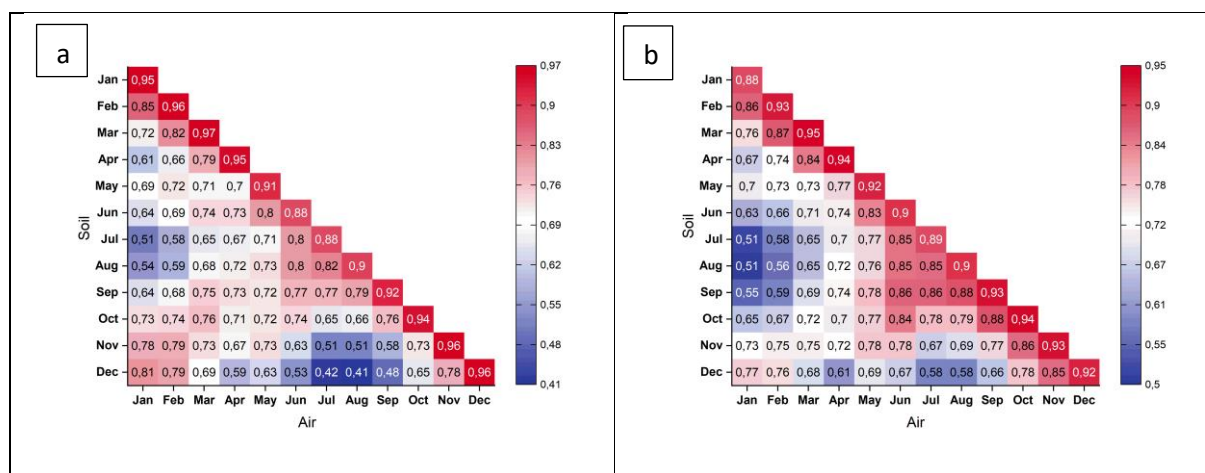 a
Jan 0,95
Feb 0,85 0,96
Mar 0,72 0,82 0,97
Apr 0,61 0,66 0,79 0,95
May 0,69 0,72 0,71 0,7 0,91
Jun 0,64 0,69 0,74 0,73 0,8 0,88
Jul 0,51 0,58 0,65 0,67 0,71 0,8 0,88
Aug 0,54 0,59 0,68 0,72 0,73 0,8 0,82 0,9
Sep 0,64 0,68 0,75 0,73 0,72 0,77 0,77 0,79 0,92
Oct 0,73 0,74 0,76 0,71 0,72 0,74 0,65 0,66 0,76 0,94
Nov 0,78 0,79 0,73 0,67 0,73 0,63 0,51 0,51 0,58 0,73 0,96
Dec 0,81 0,79 0,69 0,59 0,63 0,53 0,42 0,41 0,48 0,65 0,78 0,96
Jan Feb Mar Apr May Jun Jul Aug Sep Oct Nov Dec
Soil
Air
0,97
0,9
0,83
0,76
0,69
0,62
0,55
0,48
0,41
b
Jan 0,88
Feb 0,86 0,93
Mar 0,76 0,87 0,95
Apr 0,67 0,74 0,84 0,94
May 0,7 0,73 0,73 0,77 0,92
Jun 0,63 0,66 0,71 0,74 0,83 0,9
Jul 0,51 0,58 0,65 0,7 0,77 0,85 0,89
Aug 0,51 0,56 0,65 0,72 0,76 0,85 0,85 0,9
Sep 0,55 0,59 0,69 0,74 0,78 0,86 0,86 0,88 0,93
Oct 0,65 0,67 0,72 0,7 0,77 0,84 0,78 0,79 0,88 0,94
Nov 0,73 0,75 0,75 0,72 0,78 0,78 0,67 0,69 0,77 0,86 0,93
Dec 0,77 0,76 0,68 0,61 0,69 0,67 0,58 0,58 0,66 0,78 0,85 0,92
Jan Feb Mar Apr May Jun Jul Aug Sep Oct Nov Dec
Soil
Air
0,95
0,9
0,84
0,78
0,72
0,67
0,61
0,55
0,5